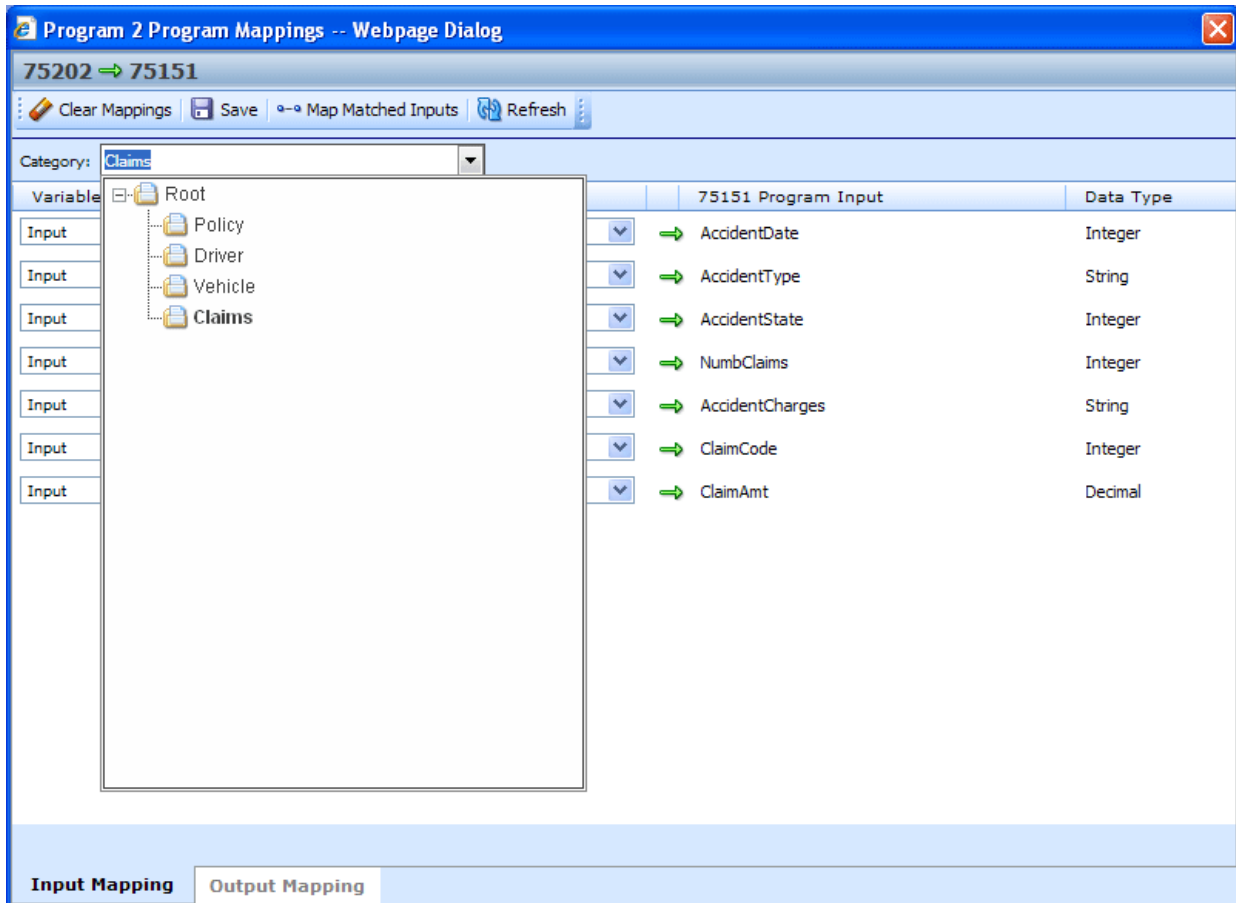 Program 2 Program Mappings -- Webpage Dialog
75202 ⇒ 75151
Clear Mappings Save Map Matched Inputs Refresh
Category: Claims
Variable 75151 Program Input Data Type
Root
Policy
Driver
Vehicle
Claims
Input AccidentDate Integer
Input AccidentType String
Input AccidentState Integer
Input NumbClaims Integer
Input AccidentCharges String
Input ClaimCode Integer
Input ClaimAmt Decimal
Input Mapping Output Mapping